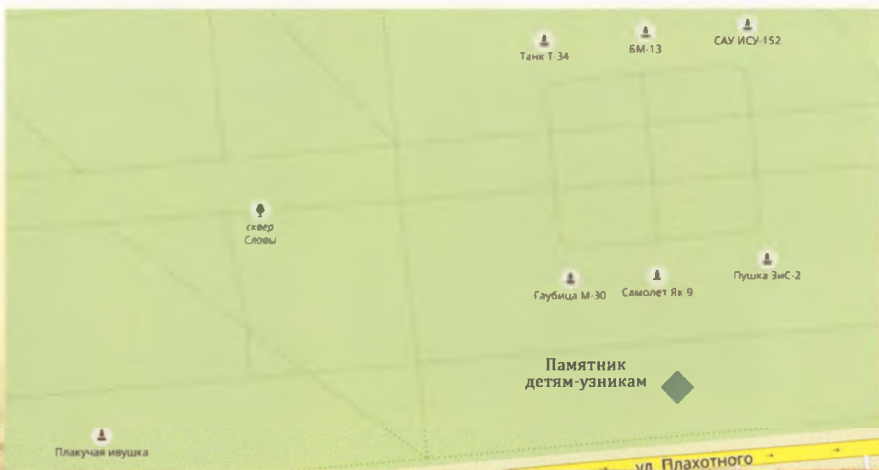 Танк Т-34
БМ-13
САУ ИСУ-152
сквер
Словы
Гаубица М-30
Самолет Як-9
Пушка ЗиС-2
Памятник
детям-узникам
Плакучая ивушка
ул. Плахотного